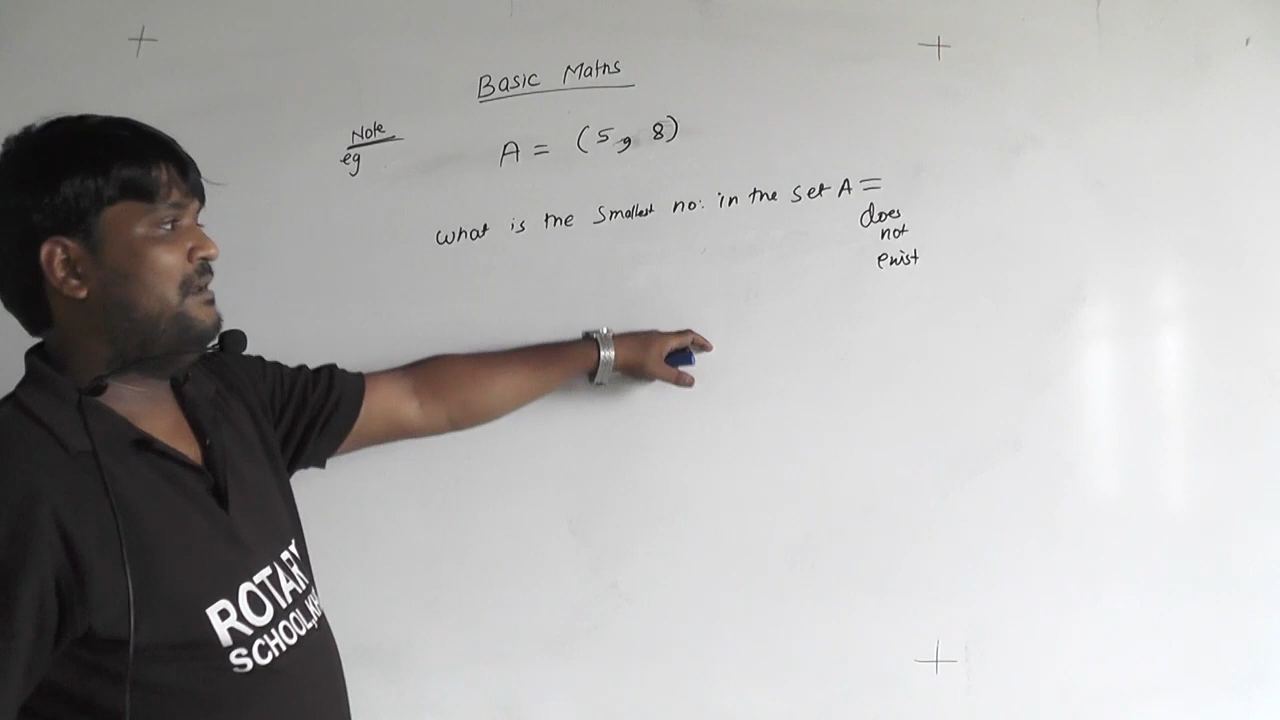 Basic Maths
Note
eg
A = (5, 8)
What is the Smallest no: in the set A =
does
not
exist
ROTARY
SCHOOL,KH